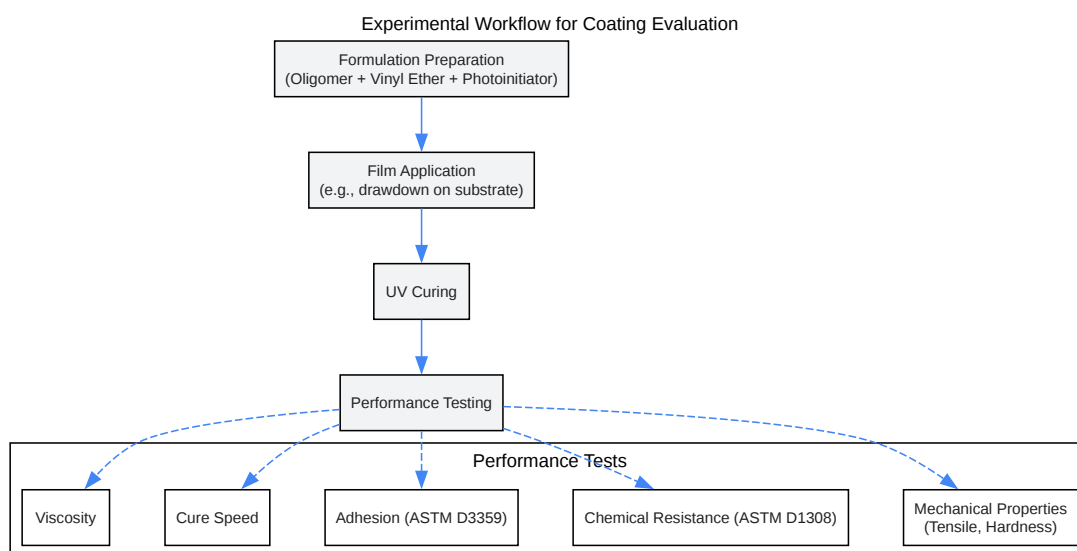 Experimental Workflow for Coating Evaluation
Formulation Preparation
(Oligomer + Vinyl Ether + Photoinitiator)
Film Application
(e.g., drawdown on substrate)
UV Curing
Performance Testing
Performance Tests
Viscosity
Cure Speed
Adhesion (ASTM D3359)
Chemical Resistance (ASTM D1308)
Mechanical Properties
(Tensile, Hardness)